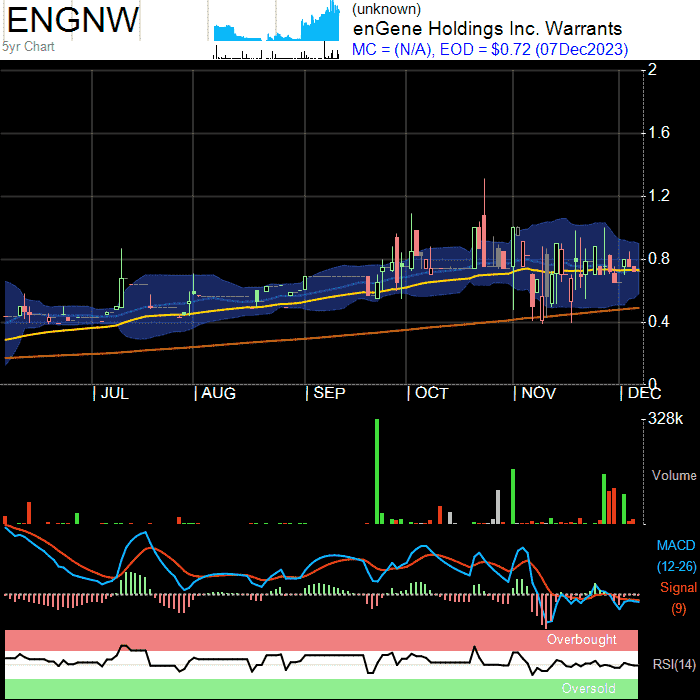 ENGNW
5yr Chart
(unknown)
enGene Holdings Inc. Warrants
MC = (N/A), EOD = $0.72 (07Dec2023)
2
1.6
1.2
0.8
0.4
0
JUL AUG SEP OCT NOV DEC
328k
Volume
MACD
(12-26)
Signal
(9)
Overbought
RSI(14)
Oversold